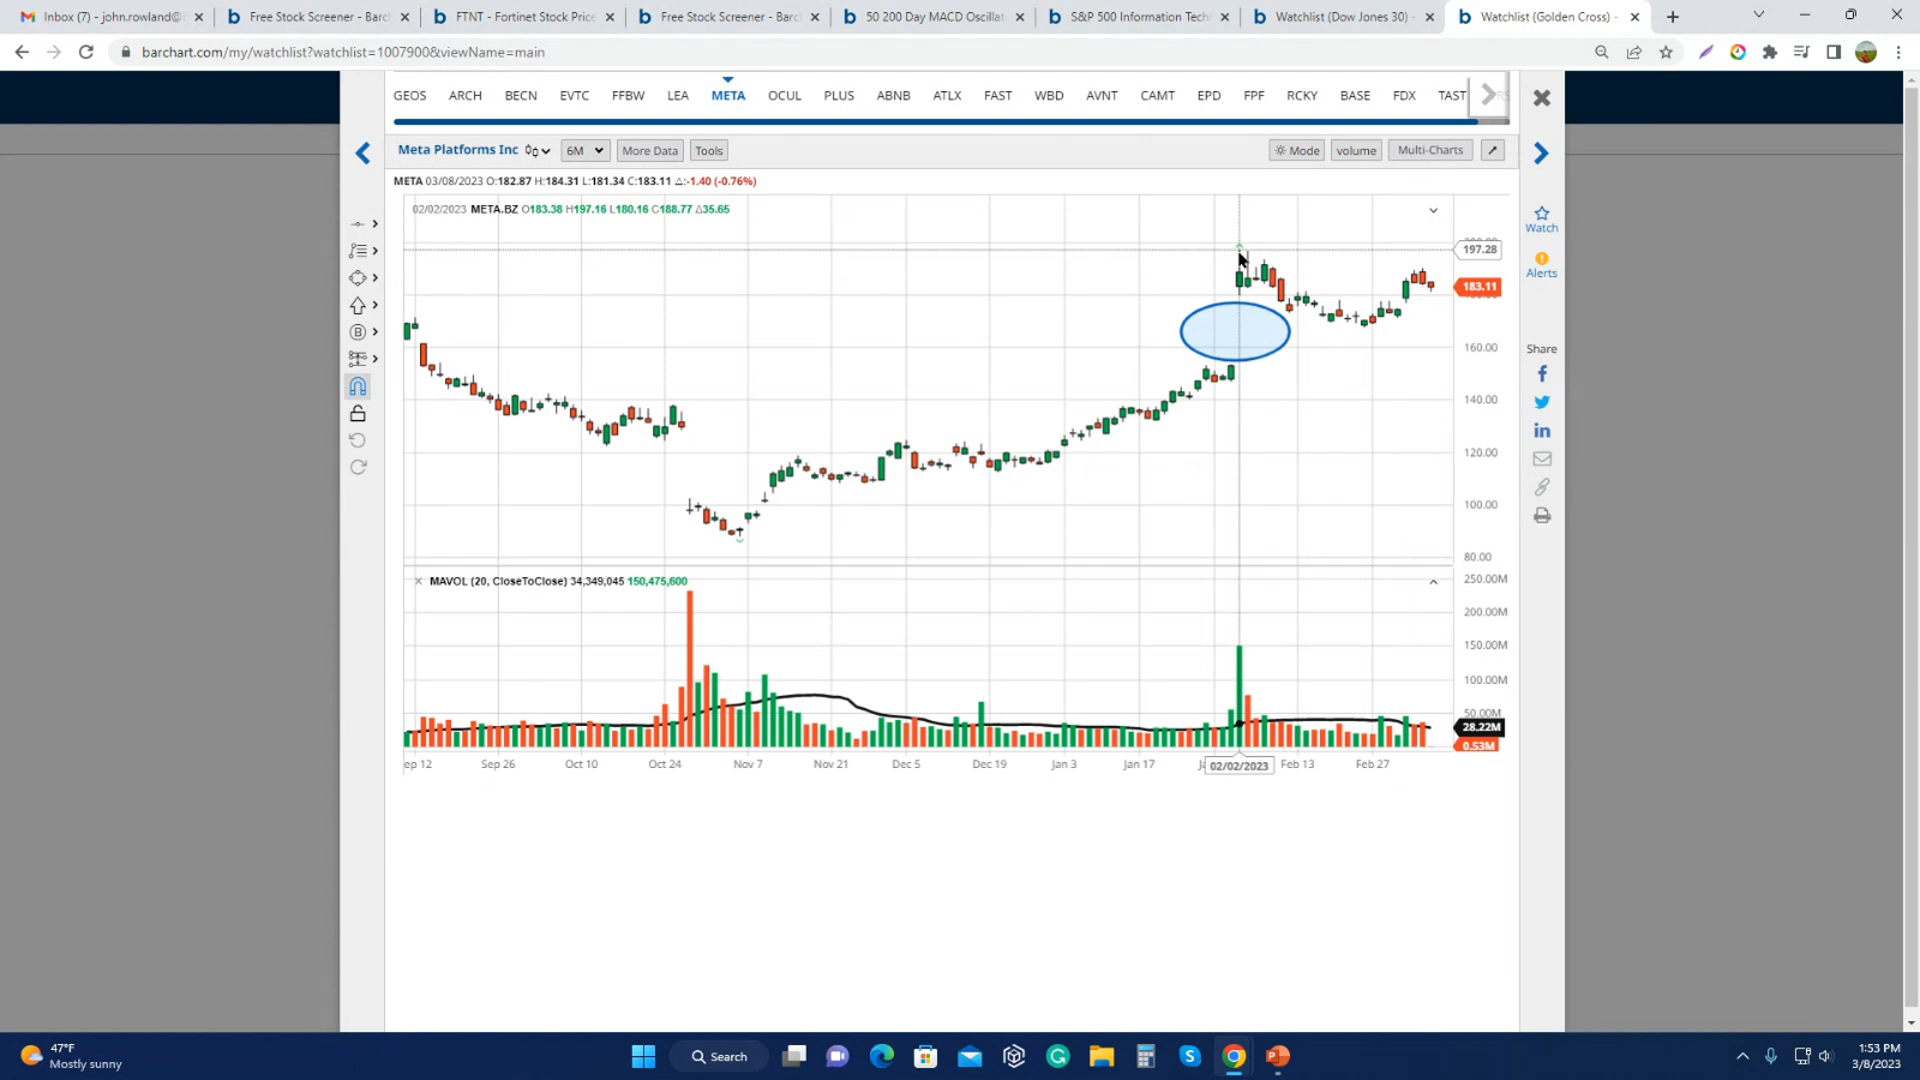 Inbox (7) - john.rowland@
Free Stock Screener - Barc
FTNT - Fortinet Stock Price
Free Stock Screener - Barc
50 200 Day MACD Oscillat
S&P 500 Information Tech
Watchlist (Dow Jones 30) -
Watchlist (Golden Cross) -
barchart.com/my/watchlist?watchlist=1007900&viewName=main
GEOS ARCH BECN EVTC FFBW LEA META OCUL PLUS ABNB ATLX FAST WBD AVNT CAMT EPD FPF RCKY BASE FDX TAST
Meta Platforms Inc 6M More Data Tools Mode volume Multi-Charts
META 03/08/2023 O:182.87 H:184.31 L:181.34 C:183.11 △:-1.40 (-0.76%)
02/02/2023 META.BZ O183.38 H197.16 L180.16 C188.77 Δ35.65
Watch
Alerts
197.28
183.11
160.00
140.00
120.00
100.00
80.00
Share
MAVOL (20, CloseToClose) 34,349,045 150,475,600
250.00M
200.00M
150.00M
100.00M
50.00M
28.22M
0.53M
ep 12 Sep 26 Oct 10 Oct 24 Nov 7 Nov 21 Dec 5 Dec 19 Jan 3 Jan 17 02/02/2023 Feb 13 Feb 27
47°F
Mostly sunny
Search
1:53 PM
3/8/2023